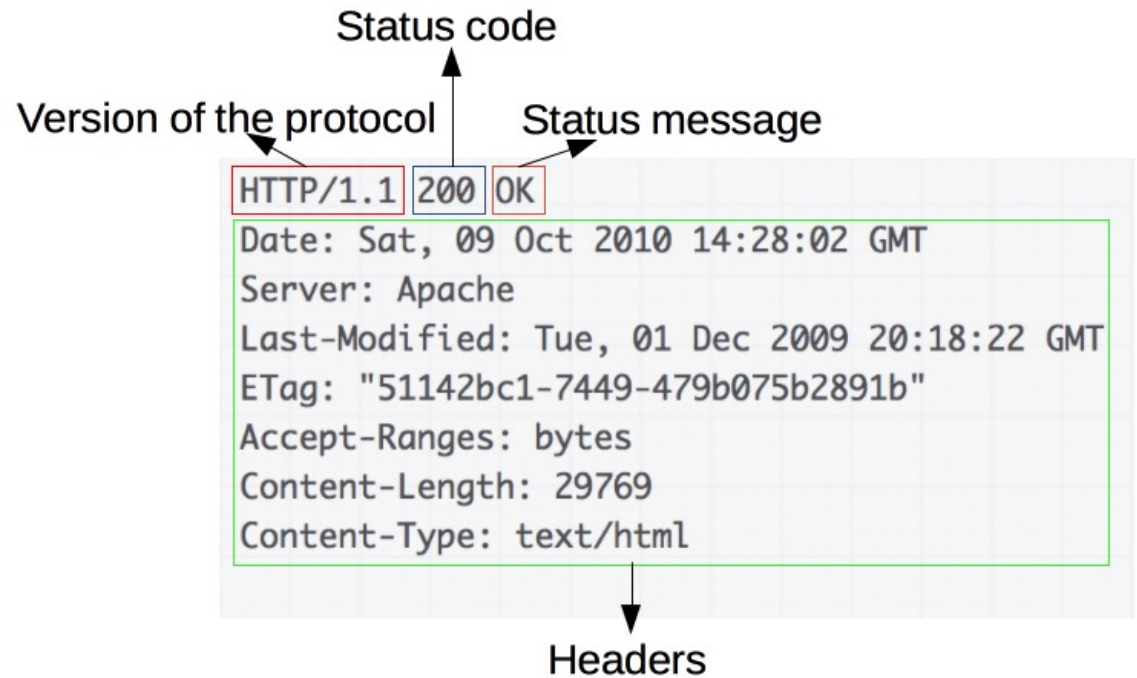 Status code
Version of the protocol
Status message
HTTP/1.1 200 OK
Date: Sat, 09 Oct 2010 14:28:02 GMT
Server: Apache
Last-Modified: Tue, 01 Dec 2009 20:18:22 GMT
ETag: "51142bc1-7449-479b075b2891b"
Accept-Ranges: bytes
Content-Length: 29769
Content-Type: text/html
Headers